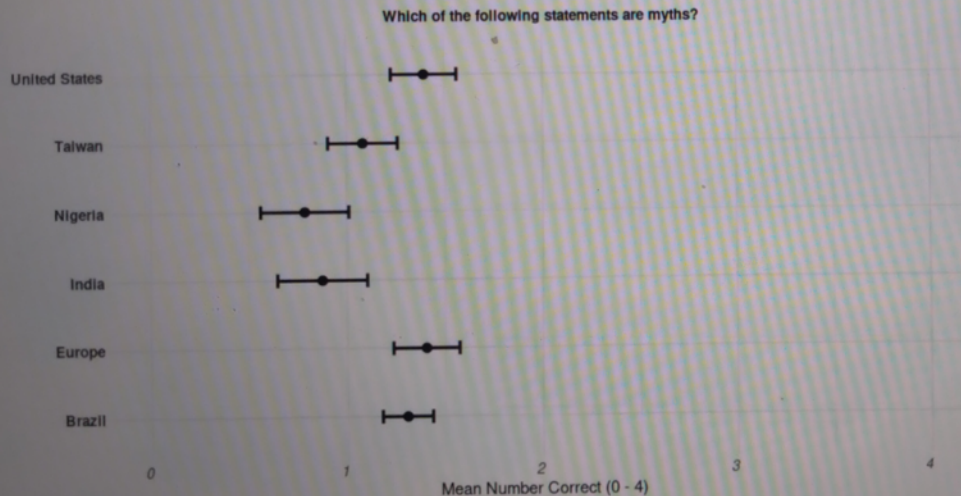 Which of the following statements are myths?
United States
Taiwan
Nigeria
India
Europe
Brazil
0 1 2 3 4
Mean Number Correct (0 - 4)